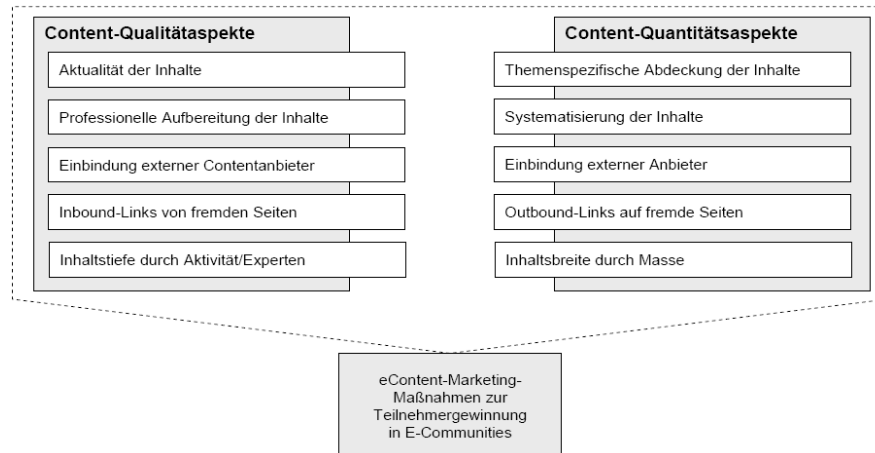 Content-Qualitätaspekte
Aktualität der Inhalte
Professionelle Aufbereitung der Inhalte
Einbindung externer Contentanbieter
Inbound-Links von fremden Seiten
Inhaltstiefe durch Aktivität/Experten
Content-Quantitätsaspekte
Themenspezifische Abdeckung der Inhalte
Systematisierung der Inhalte
Einbindung externer Anbieter
Outbound-Links auf fremde Seiten
Inhaltsbreite durch Masse
eContent-Marketing-
Maßnahmen zur
Teilnehmergewinnung
in E-Communities